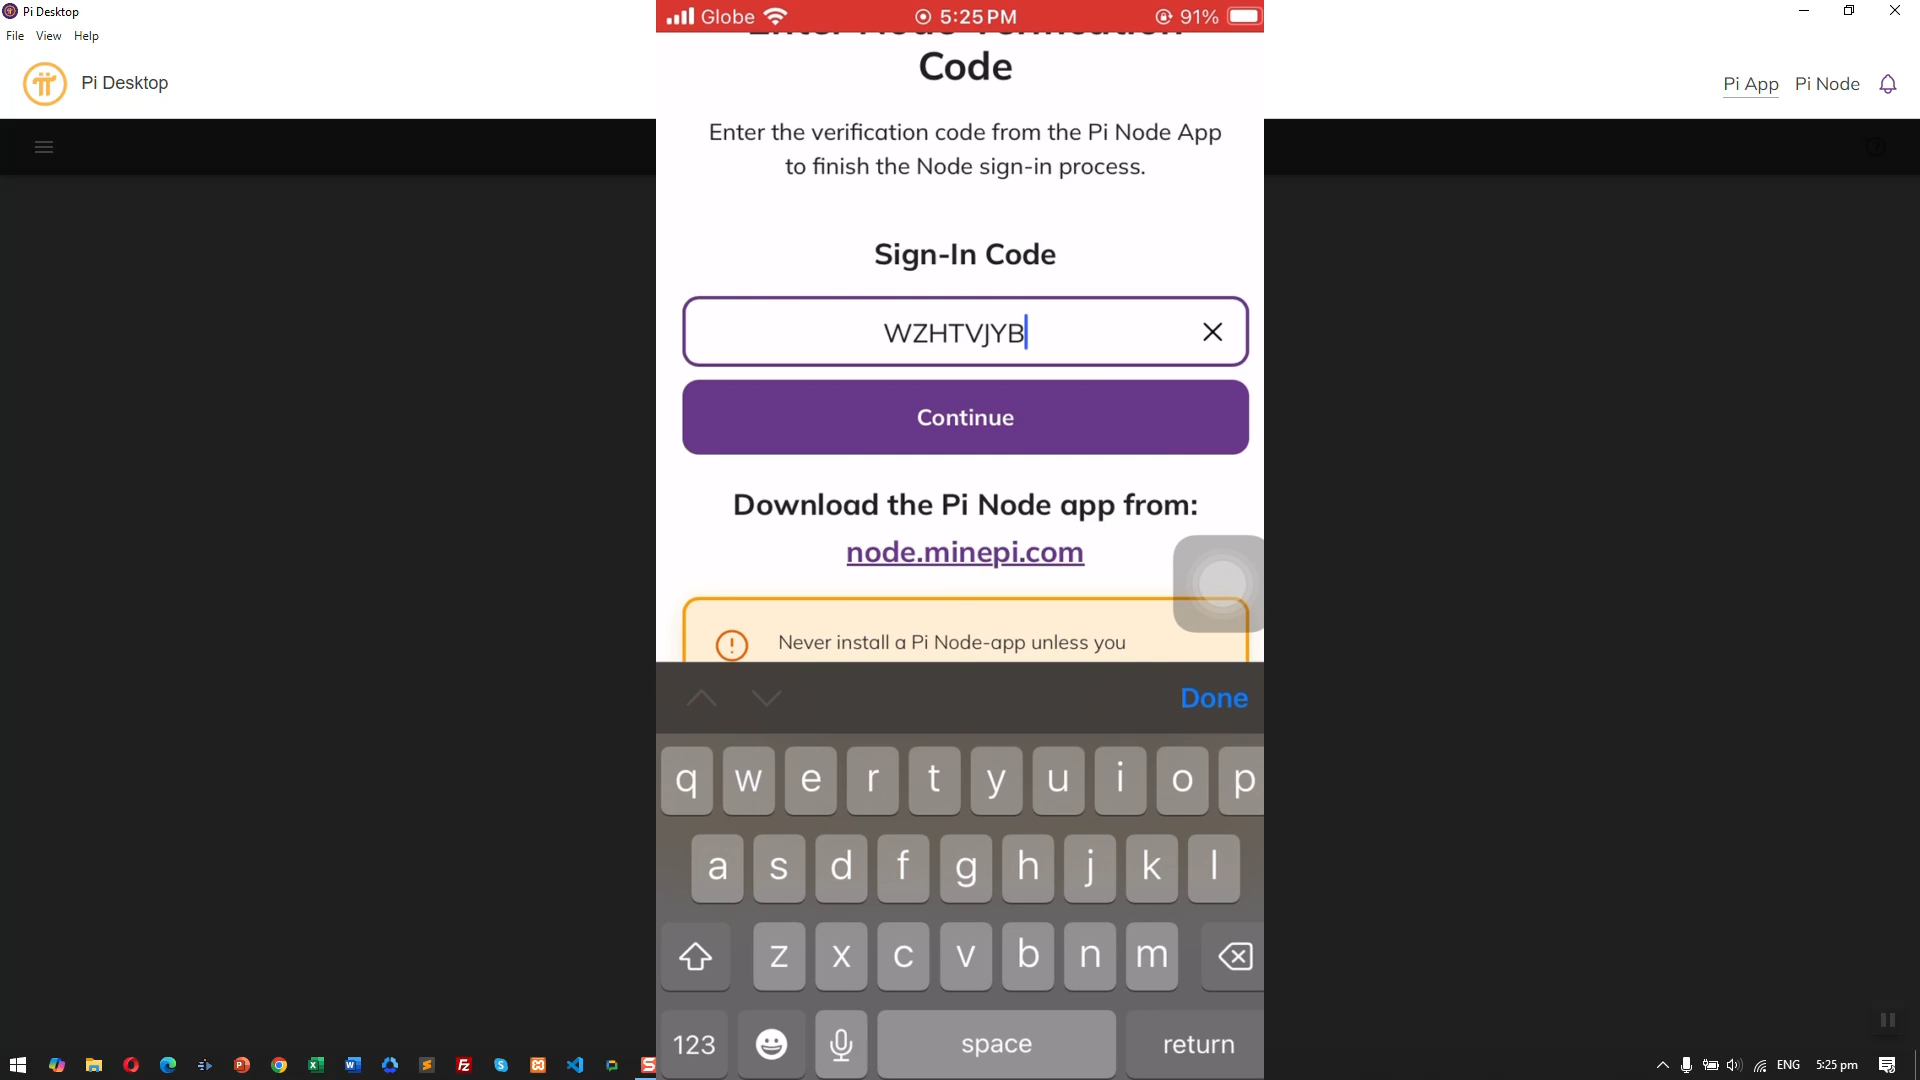 Pi Desktop
File View Help
Pi Desktop
Pi App Pi Node
Globe 5:25 PM 91%
Enter Node Verification
Code
Enter the verification code from the Pi Node App
to finish the Node sign-in process.
Sign-In Code
WZHTVJYB
Continue
Download the Pi Node app from:
node.minepi.com
Never install a Pi Node-app unless you
Done
q w e r t y u i o p
a s d f g h j k l
z x c v b n m
123 space return
ENG 5:25 pm